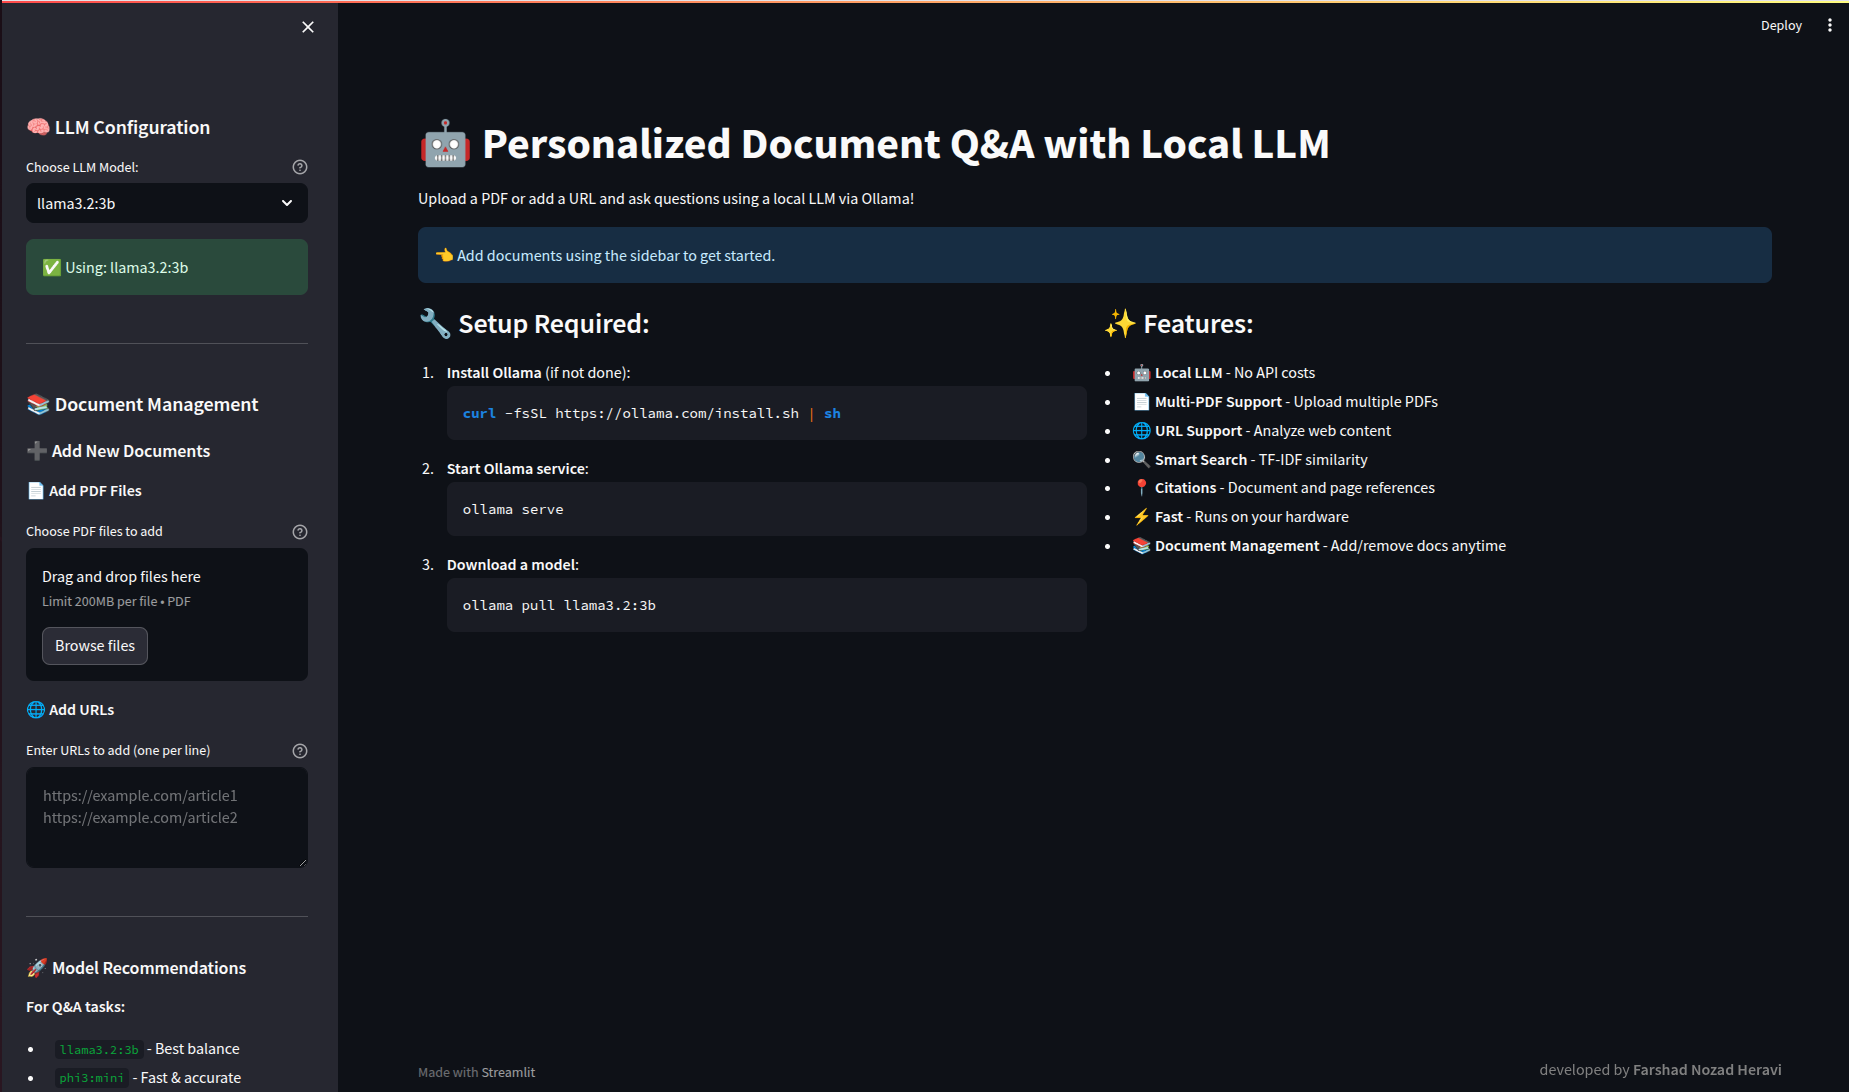 Deploy
🧠 LLM Configuration
Choose LLM Model:
llama3.2:3b
✅ Using: llama3.2:3b
📚 Document Management
➕ Add New Documents
📄 Add PDF Files
Choose PDF files to add
Drag and drop files here
Limit 200MB per file • PDF
Browse files
🌐 Add URLs
Enter URLs to add (one per line)
https://example.com/article1
https://example.com/article2
🚀 Model Recommendations
For Q&A tasks:
• llama3.2:3b - Best balance
• phi3:mini - Fast & accurate
🤖 Personalized Document Q&A with Local LLM
Upload a PDF or add a URL and ask questions using a local LLM via Ollama!
👈 Add documents using the sidebar to get started.
🔧 Setup Required:
1. Install Ollama (if not done):
curl -fsSL https://ollama.com/install.sh | sh
2. Start Ollama service:
ollama serve
3. Download a model:
ollama pull llama3.2:3b
✨ Features:
• 🤖 Local LLM - No API costs
• 📄 Multi-PDF Support - Upload multiple PDFs
• 🌐 URL Support - Analyze web content
• 🔍 Smart Search - TF-IDF similarity
• 📍 Citations - Document and page references
• ⚡ Fast - Runs on your hardware
• 📚 Document Management - Add/remove docs anytime
Made with Streamlit
developed by Farshad Nozad Heravi